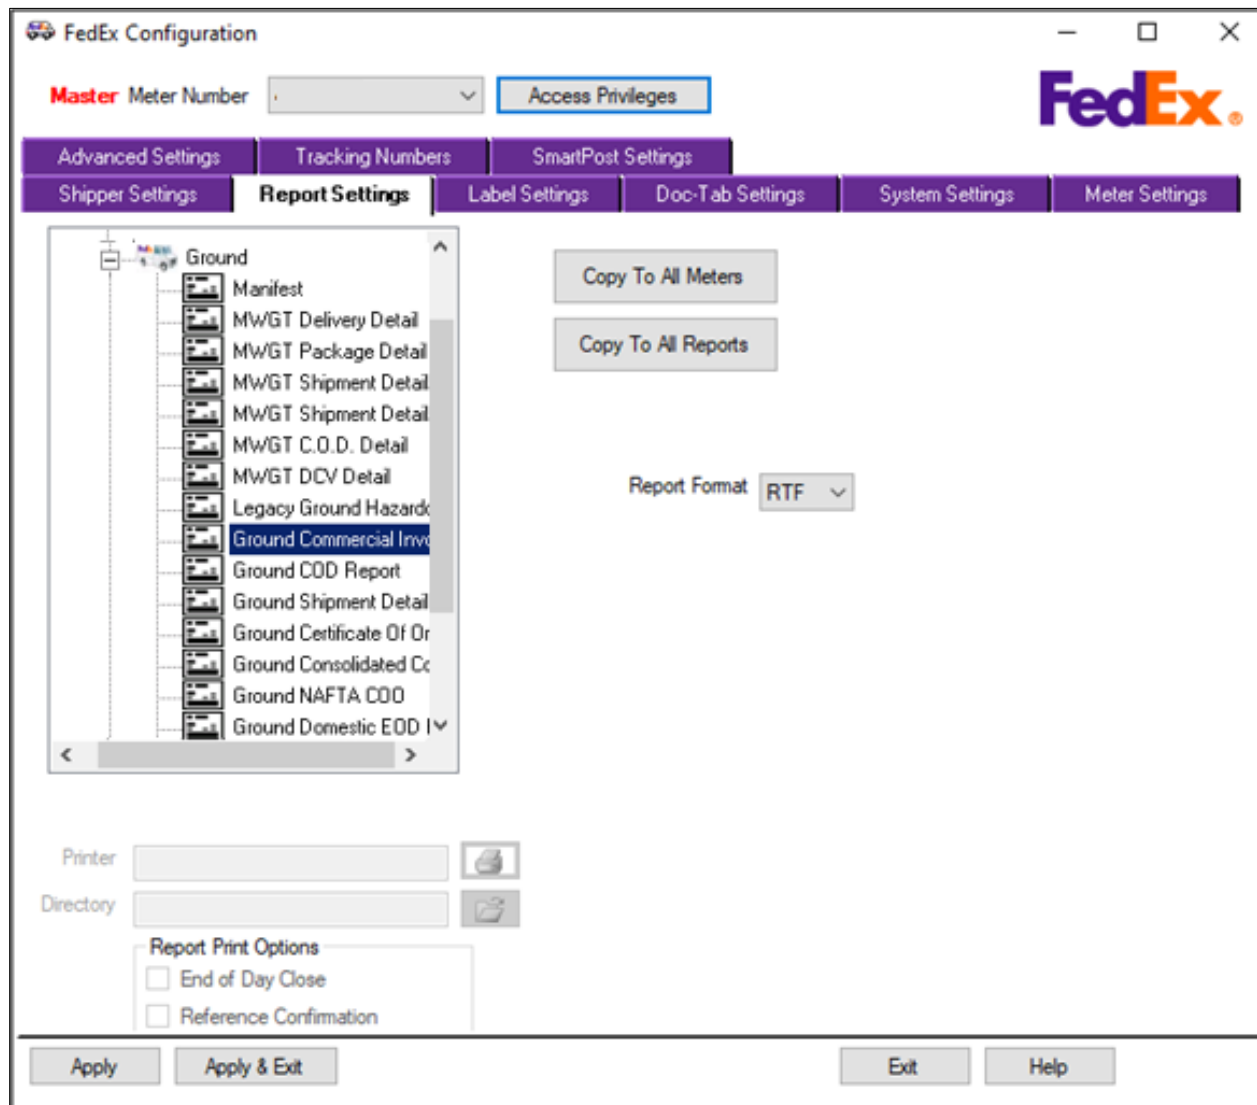 FedEx Configuration
Master Meter Number
Access Privileges
FedEx®
Advanced Settings Tracking Numbers SmartPost Settings
Shipper Settings Report Settings Label Settings Doc-Tab Settings System Settings Meter Settings
Ground
Manifest
MWGT Delivery Detail
MWGT Package Detail
MWGT Shipment Detail
MWGT Shipment Detail
MWGT C.O.D. Detail
MWGT DCV Detail
Legacy Ground Hazardo
Ground Commercial Invo
Ground COD Report
Ground Shipment Detail
Ground Certificate Of Or
Ground Consolidated Co
Ground NAFTA COO
Ground Domestic EOD
Copy To All Meters
Copy To All Reports
Report Format RTF
Printer
Directory
Report Print Options
End of Day Close
Reference Confirmation
Apply Apply & Exit Exit Help